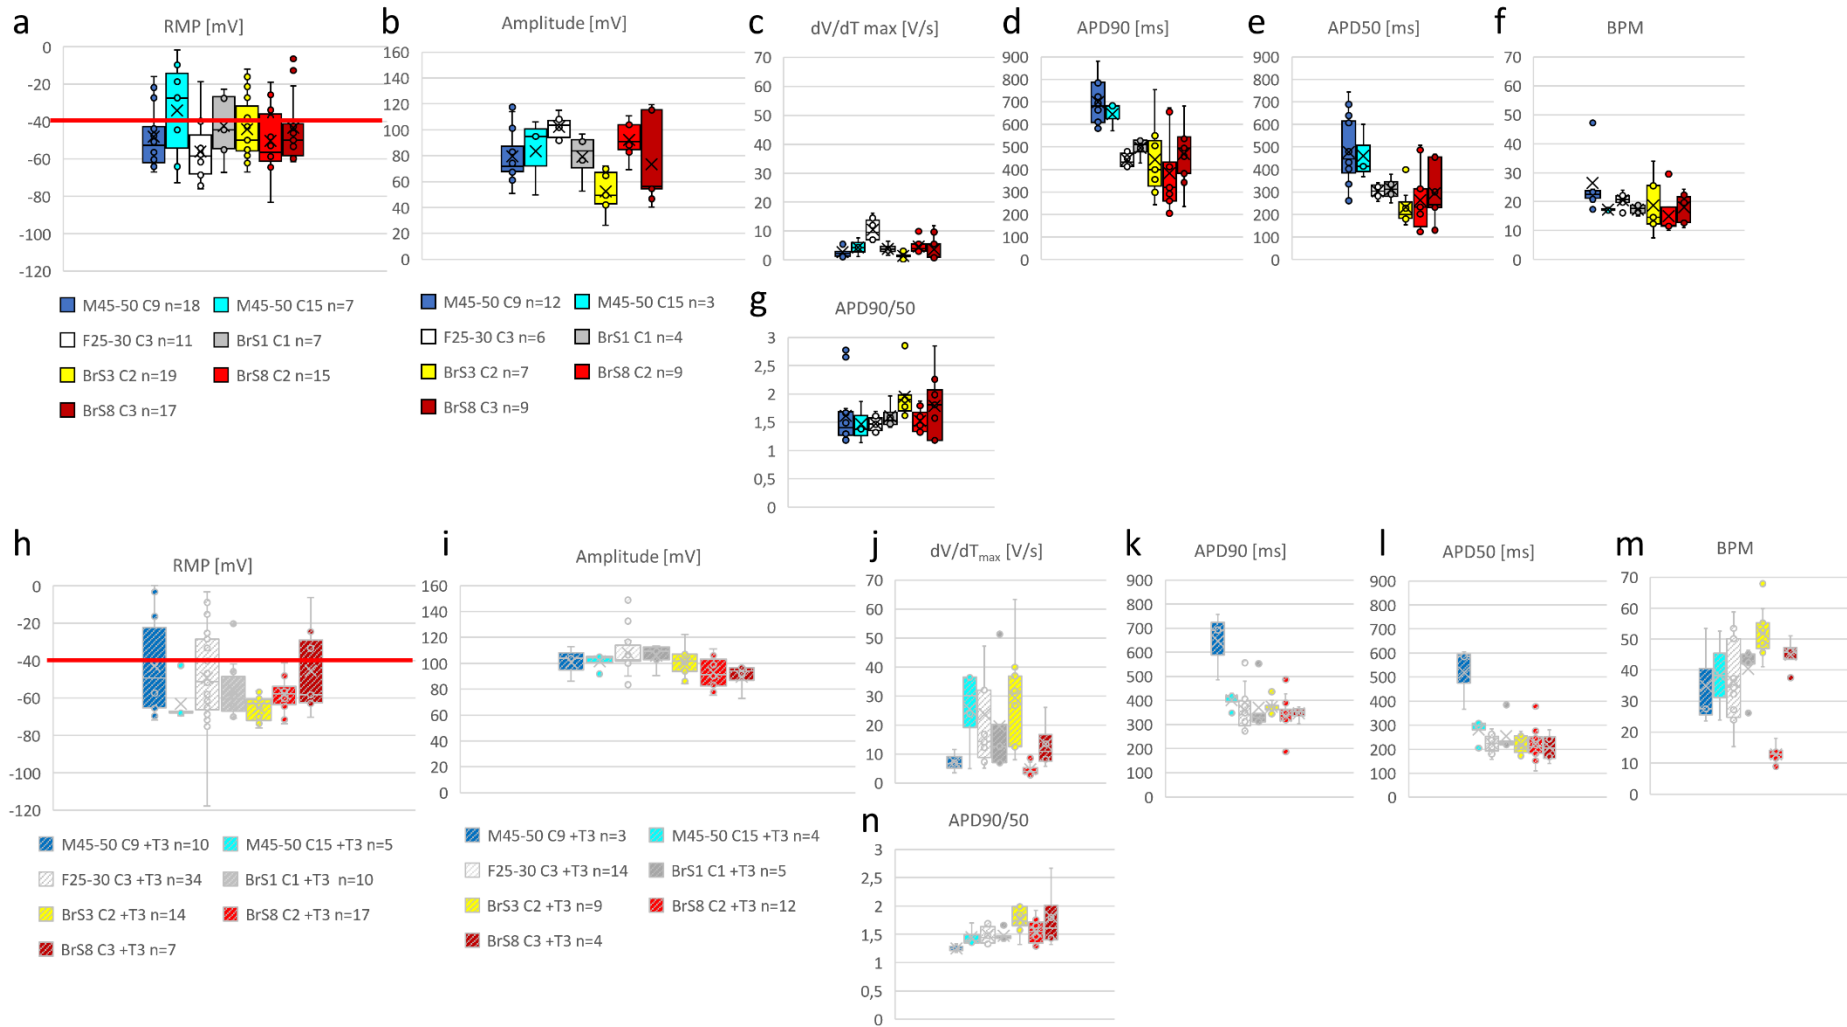 a
RMP [mV]
0
-20
-40
-60
-80
-100
-120
M45-50 C9 n=18
M45-50 C15 n=7
F25-30 C3 n=11
BrS1 C1 n=7
BrS3 C2 n=19
BrS8 C2 n=15
BrS8 C3 n=17
b
Amplitude [mV]
160
140
120
100
80
60
40
20
0
M45-50 C9 n=12
M45-50 C15 n=3
F25-30 C3 n=6
BrS1 C1 n=4
BrS3 C2 n=7
BrS8 C2 n=9
BrS8 C3 n=9
c
dV/dT max [V/s]
70
60
50
40
30
20
10
0
d
APD90 [ms]
900
800
700
600
500
400
300
200
100
0
e
APD50 [ms]
900
800
700
600
500
400
300
200
100
0
f
BPM
70
60
50
40
30
20
10
0
g
APD90/50
3
2,5
2
1,5
1
0,5
0
h
RMP [mV]
0
-20
-40
-60
-80
-100
-120
M45-50 C9 +T3 n=10
M45-50 C15 +T3 n=5
F25-30 C3 +T3 n=34
BrS1 C1 +T3 n=10
BrS3 C2 +T3 n=14
BrS8 C2 +T3 n=17
BrS8 C3 +T3 n=7
i
Amplitude [mV]
160
140
120
100
80
60
40
20
0
M45-50 C9 +T3 n=3
M45-50 C15 +T3 n=4
F25-30 C3 +T3 n=14
BrS1 C1 +T3 n=5
BrS3 C2 +T3 n=9
BrS8 C2 +T3 n=12
BrS8 C3 +T3 n=4
j
dV/dTmax [V/s]
70
60
50
40
30
20
10
0
k
APD90 [ms]
900
800
700
600
500
400
300
200
100
0
l
APD50 [ms]
900
800
700
600
500
400
300
200
100
0
m
BPM
70
60
50
40
30
20
10
0
n
APD90/50
3
2,5
2
1,5
1
0,5
0